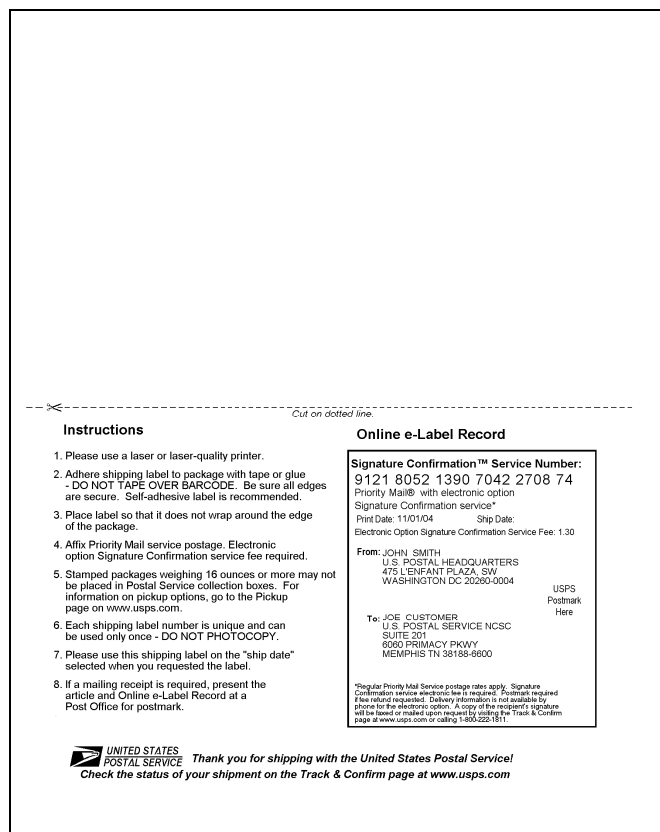 Cut on dotted line.
Instructions
1. Please use a laser or laser-quality printer.
2. Adhere shipping label to package with tape or glue
- DO NOT TAPE OVER BARCODE. Be sure all edges
are secure. Self-adhesive label is recommended.
3. Place label so that it does not wrap around the edge
of the package.
4. Affix Priority Mail service postage. Electronic
option Signature Confirmation service fee required.
5. Stamped packages weighing 16 ounces or more may not
be placed in Postal Service collection boxes. For
information on pickup options, go to the Pickup
page on www.usps.com.
6. Each shipping label number is unique and can
be used only once - DO NOT PHOTOCOPY.
7. Please use this shipping label on the "ship date"
selected when you requested the label.
8. If a mailing receipt is required, present the
article and Online e-Label Record at a
Post Office for postmark.
Online e-Label Record
Signature Confirmation™ Service Number:
9121 8052 1390 7042 2708 74
Priority Mail® with electronic option
Signature Confirmation service*
Print Date: 11/01/04 Ship Date:
Electronic Option Signature Confirmation Service Fee: 1.30
From: JOHN SMITH
U.S. POSTAL HEADQUARTERS
475 L'ENFANT PLAZA, SW
WASHINGTON DC 20260-0004
USPS
Postmark
Here
To: JOE CUSTOMER
U.S. POSTAL SERVICE NCSC
SUITE 201
6060 PRIMACY PKWY
MEMPHIS TN 38188-6600
*Regular Priority Mail Service postage rates apply. Signature
Confirmation service electronic fee is required. Postmark required
if fee refund requested. Delivery information is not available by
phone for the electronic option. A copy of the recipient's signature
will be faxed or mailed upon request by visiting the Track & Confirm
page at www.usps.com or calling 1-800-222-1811.
UNITED STATES
POSTAL SERVICE
Thank you for shipping with the United States Postal Service!
Check the status of your shipment on the Track & Confirm page at www.usps.com